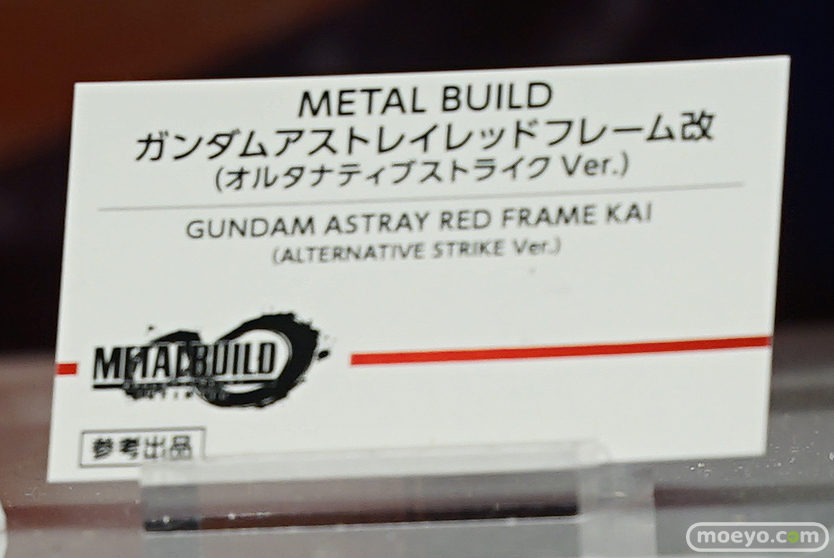 METAL BUILD
ガンダムアストレイレッドフレーム改
(オルタナティブストライク Ver.)
GUNDAM ASTRAY RED FRAME KAI
(ALTERNATIVE STRIKE Ver.)
METAL BUILD
参考出品
moeyo.com